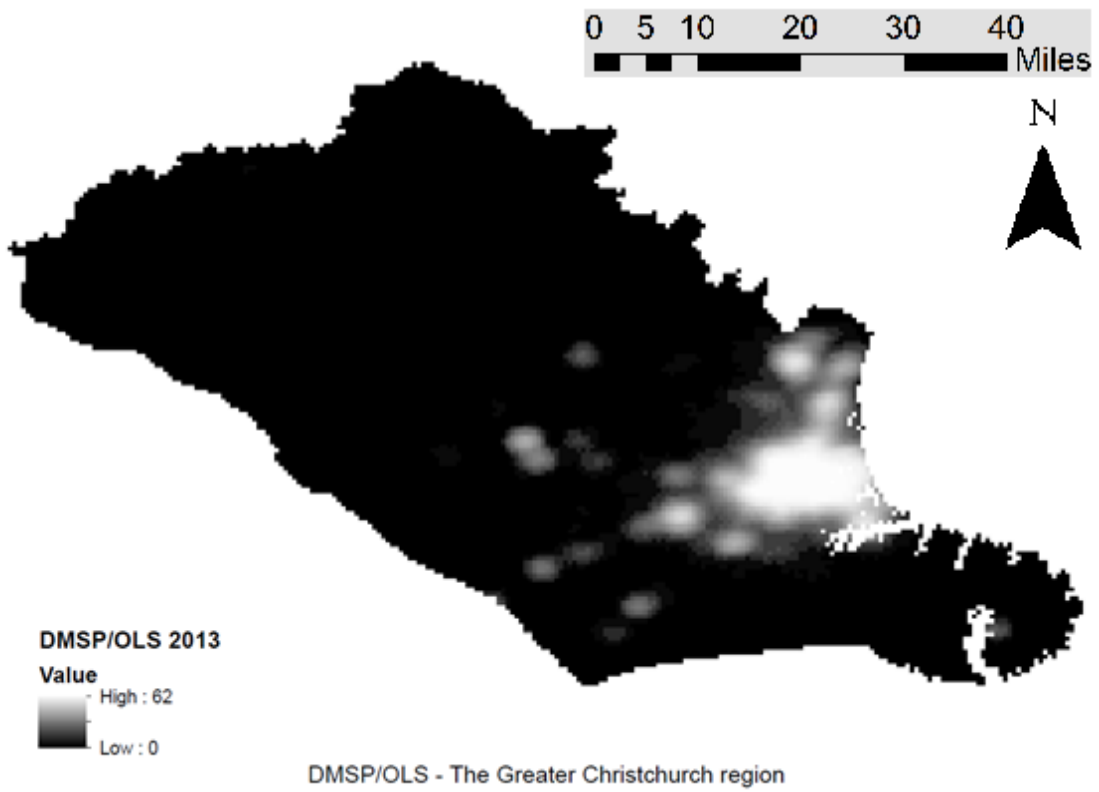 0 5 10 20 30 40
Miles
N
DMSP/OLS 2013
Value
High : 62
Low : 0
DMSP/OLS - The Greater Christchurch region